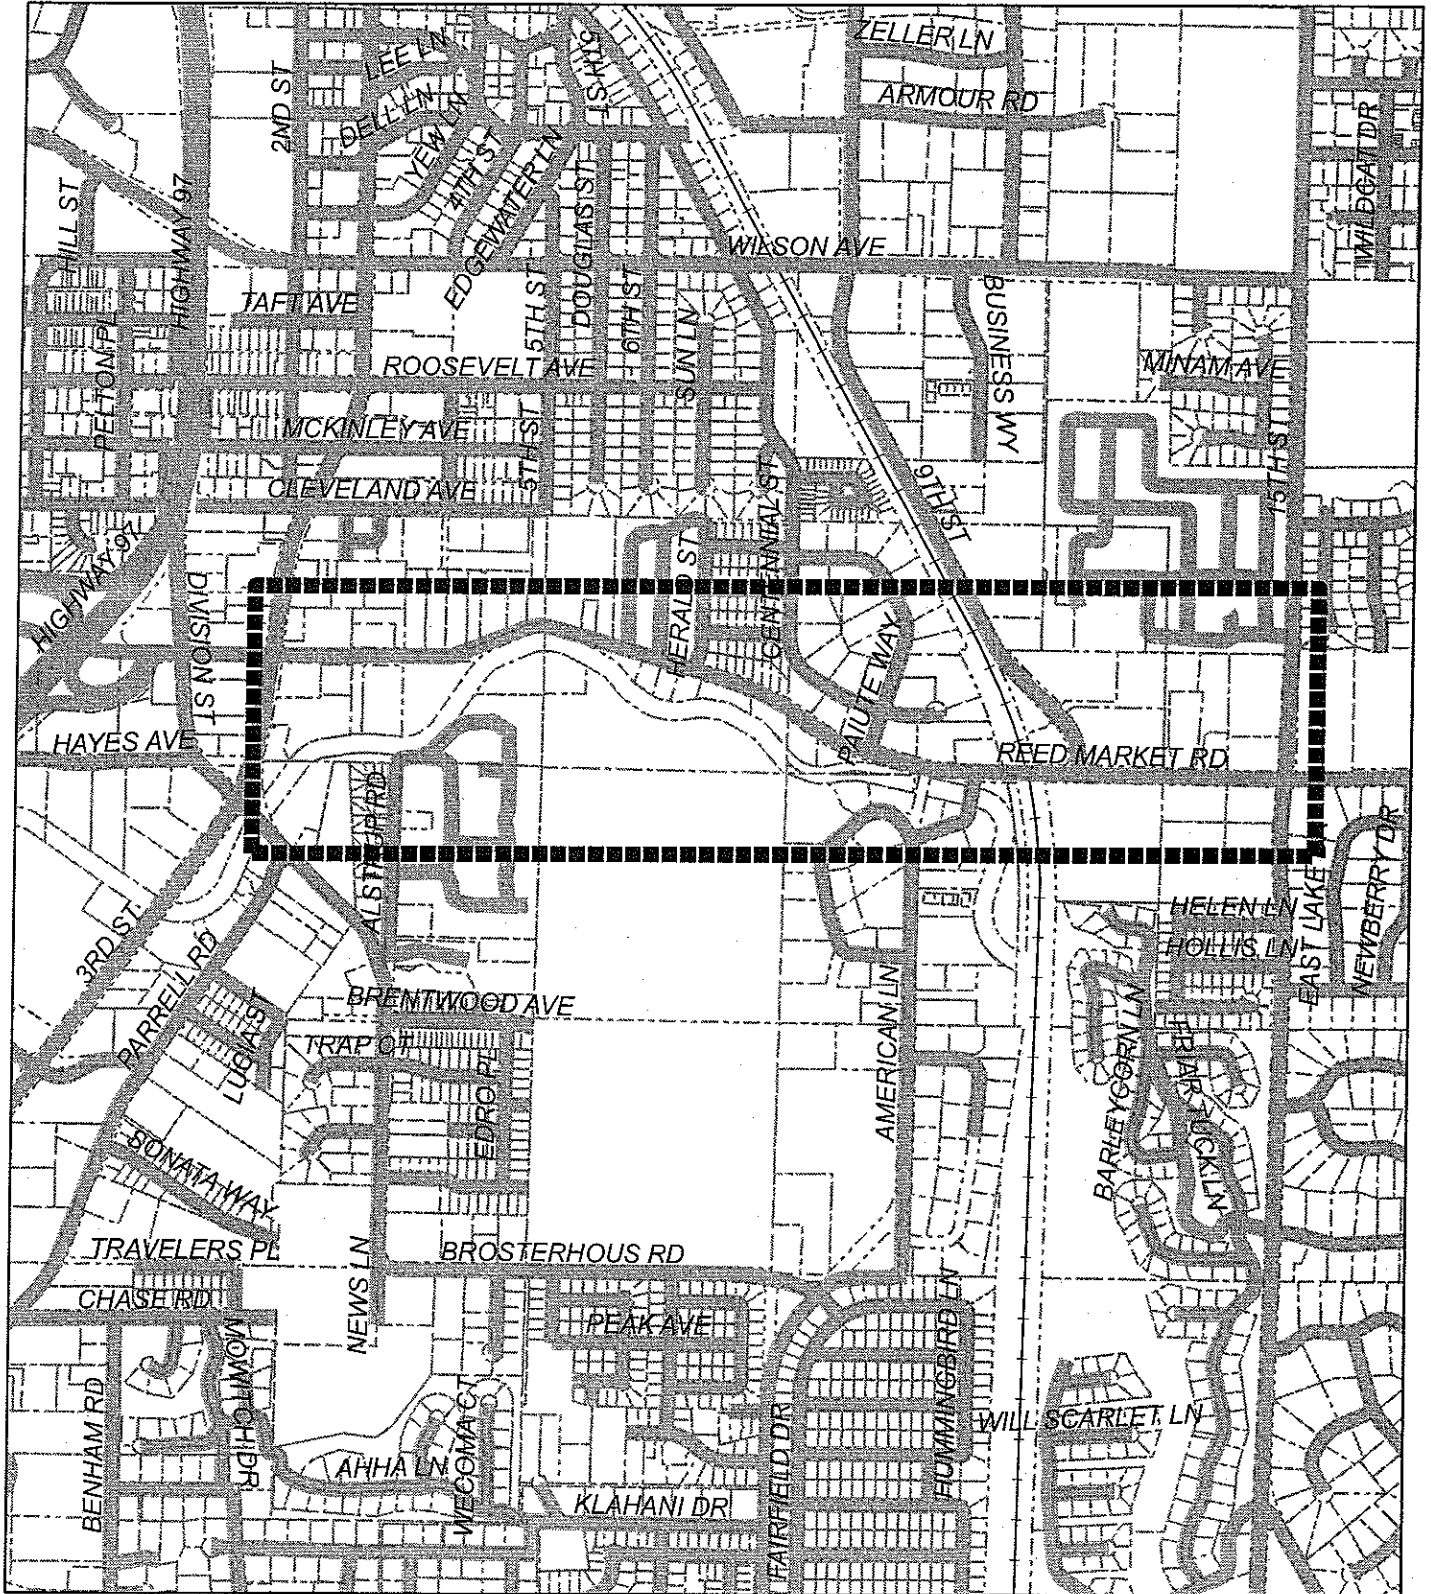 ZELLER LN
5TH ST
LEE LN
2ND ST
ARMOUR RD
DELL LN
YEW LN
WILDCAT DR
4TH ST
EDGEWATER LN
DOUGLAS ST
HILL ST
HIGHWAY 97
WILSON AVE
TAFT AVE
5TH ST
6TH ST
BUSINESS WY
SUN LN
PELTON PL
ROOSEVELT AVE
MINAM AVE
MCKINLEY AVE
5TH ST
15TH ST
CLEVELAND AVE
CENTENNIAL ST
9TH ST
HIGHWAY 97
HERALD ST
DIVISION ST
PAIUTE WAY
HAYES AVE
REED MARKET RD
ALSTRUP RD
NEWBERRY DR
EAST LAKE
HELEN LN
3RD ST
PARRELL RD
HOLLIS LN
LUCIA ST
BRENTWOOD AVE
AMERICAN LN
TRAP CT
BARLEYCORN LN
FRIAR TUCK LN
EDRO PL
SONATA WAY
TRAVELERS PL
BROSTERHOUS RD
NEWS LN
CHASE RD
MOWITCH DR
PEAK AVE
HUMMINGBIRD LN
BENHAM RD
WILL SCARLET LN
AHHA LN
WECOMA CT
FAIRFIELD DR
KLAHANI DR